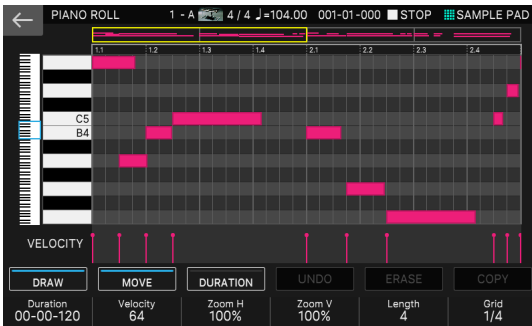 PIANO ROLL 1 - A 4 / 4 ♩=104.00 001-01-000 STOP SAMPLE PAD
1.1 1.2 1.3 1.4 2.1 2.2 2.3 2.4
C5
B4
VELOCITY
DRAW MOVE DURATION UNDO ERASE COPY
Duration Velocity Zoom H Zoom V Length Grid
00-00-120 64 100% 100% 4 1/4